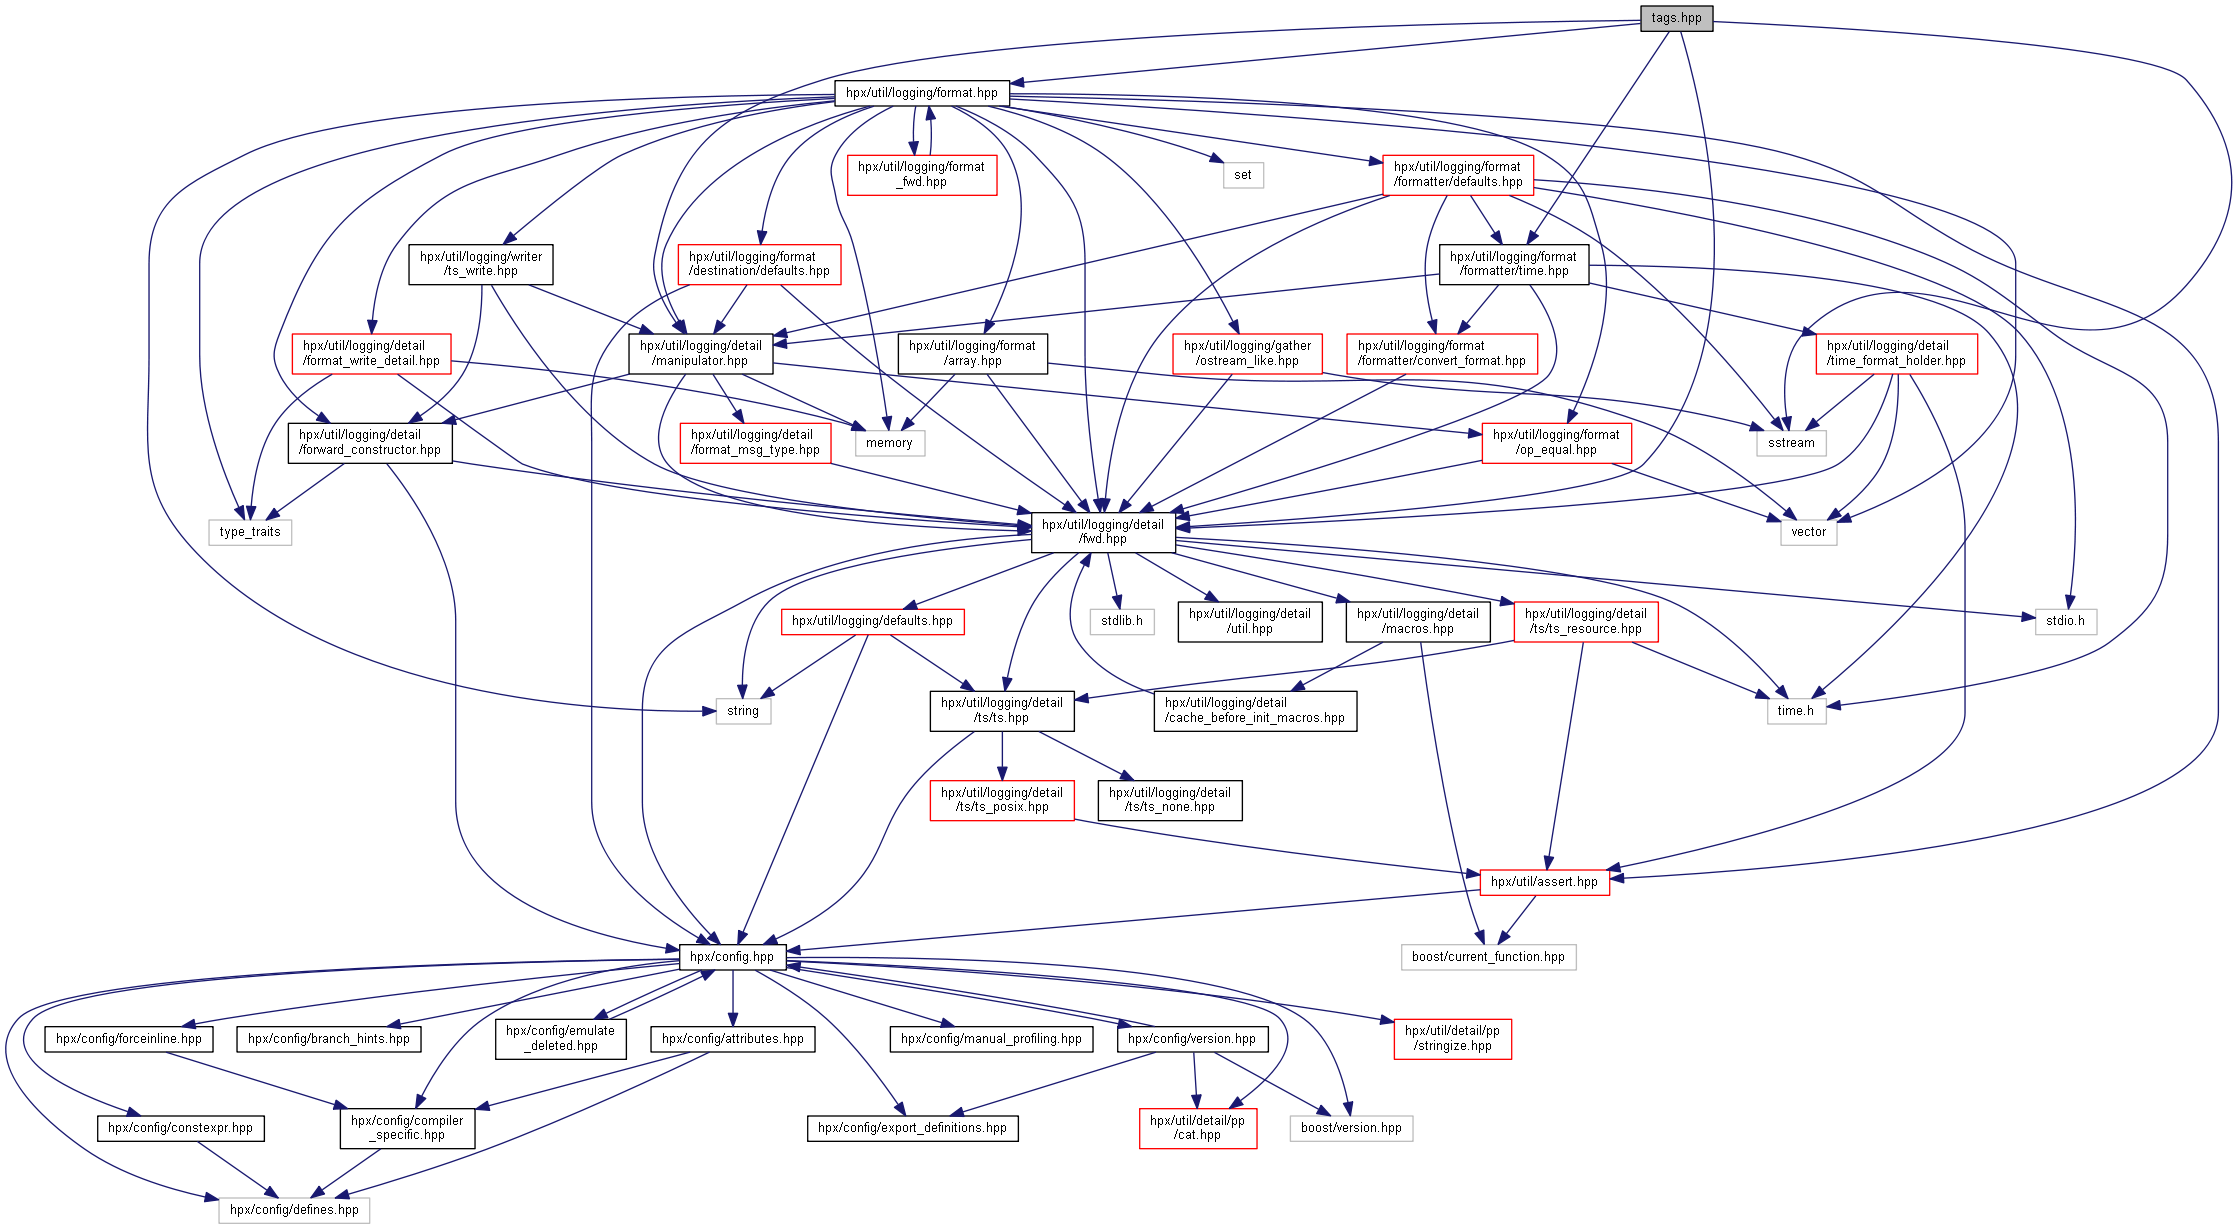 tags.hpp
hpx/util/logging/format.hpp
hpx/util/logging/format
_fwd.hpp
set
hpx/util/logging/format
/formatter/defaults.hpp
hpx/util/logging/writer
/ts_write.hpp
hpx/util/logging/format
/destination/defaults.hpp
hpx/util/logging/format
/formatter/time.hpp
hpx/util/logging/detail
/format_write_detail.hpp
hpx/util/logging/detail
/manipulator.hpp
hpx/util/logging/format
/array.hpp
hpx/util/logging/gather
/ostream_like.hpp
hpx/util/logging/format
/formatter/convert_format.hpp
hpx/util/logging/detail
/time_format_holder.hpp
hpx/util/logging/detail
/forward_constructor.hpp
hpx/util/logging/detail
/format_msg_type.hpp
memory
hpx/util/logging/format
/op_equal.hpp
sstream
type_traits
hpx/util/logging/detail
/fwd.hpp
vector
hpx/util/logging/defaults.hpp
stdlib.h
hpx/util/logging/detail
/util.hpp
hpx/util/logging/detail
/macros.hpp
hpx/util/logging/detail
/ts/ts_resource.hpp
stdio.h
string
hpx/util/logging/detail
/ts/ts.hpp
hpx/util/logging/detail
/cache_before_init_macros.hpp
time.h
hpx/util/logging/detail
/ts/ts_posix.hpp
hpx/util/logging/detail
/ts/ts_none.hpp
hpx/util/assert.hpp
hpx/config.hpp
boost/current_function.hpp
hpx/config/forceinline.hpp
hpx/config/branch_hints.hpp
hpx/config/emulate
_deleted.hpp
hpx/config/attributes.hpp
hpx/config/manual_profiling.hpp
hpx/config/version.hpp
hpx/util/detail/pp
/stringize.hpp
hpx/config/constexpr.hpp
hpx/config/compiler
_specific.hpp
hpx/config/export_definitions.hpp
hpx/util/detail/pp
/cat.hpp
boost/version.hpp
hpx/config/defines.hpp